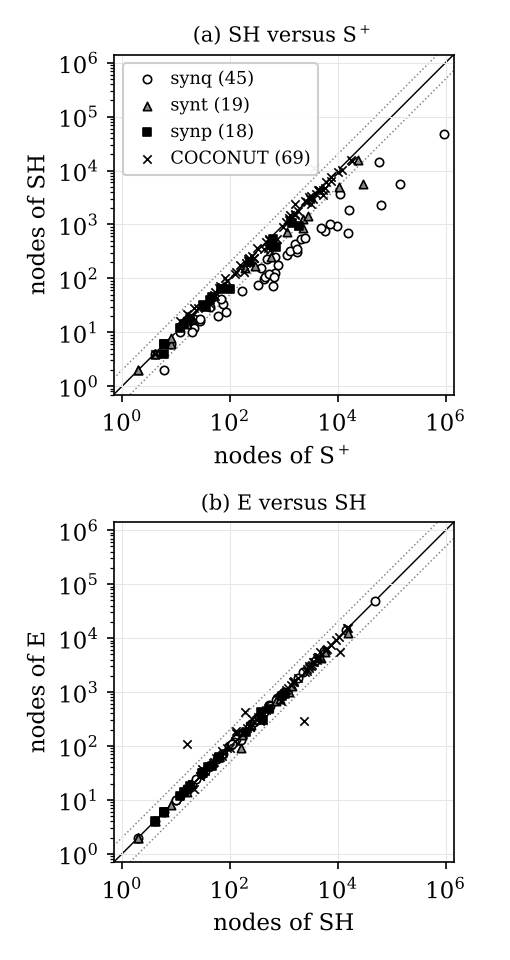 (a) SH versus S⁺
10⁶
10⁵
10⁴
10³
10²
10¹
10⁰
nodes of SH
synq (45)
synt (19)
synp (18)
COCONUT (69)
10⁰ 10² 10⁴ 10⁶
nodes of S⁺
(b) E versus SH
10⁶
10⁵
10⁴
10³
10²
10¹
10⁰
nodes of E
10⁰ 10² 10⁴ 10⁶
nodes of SH